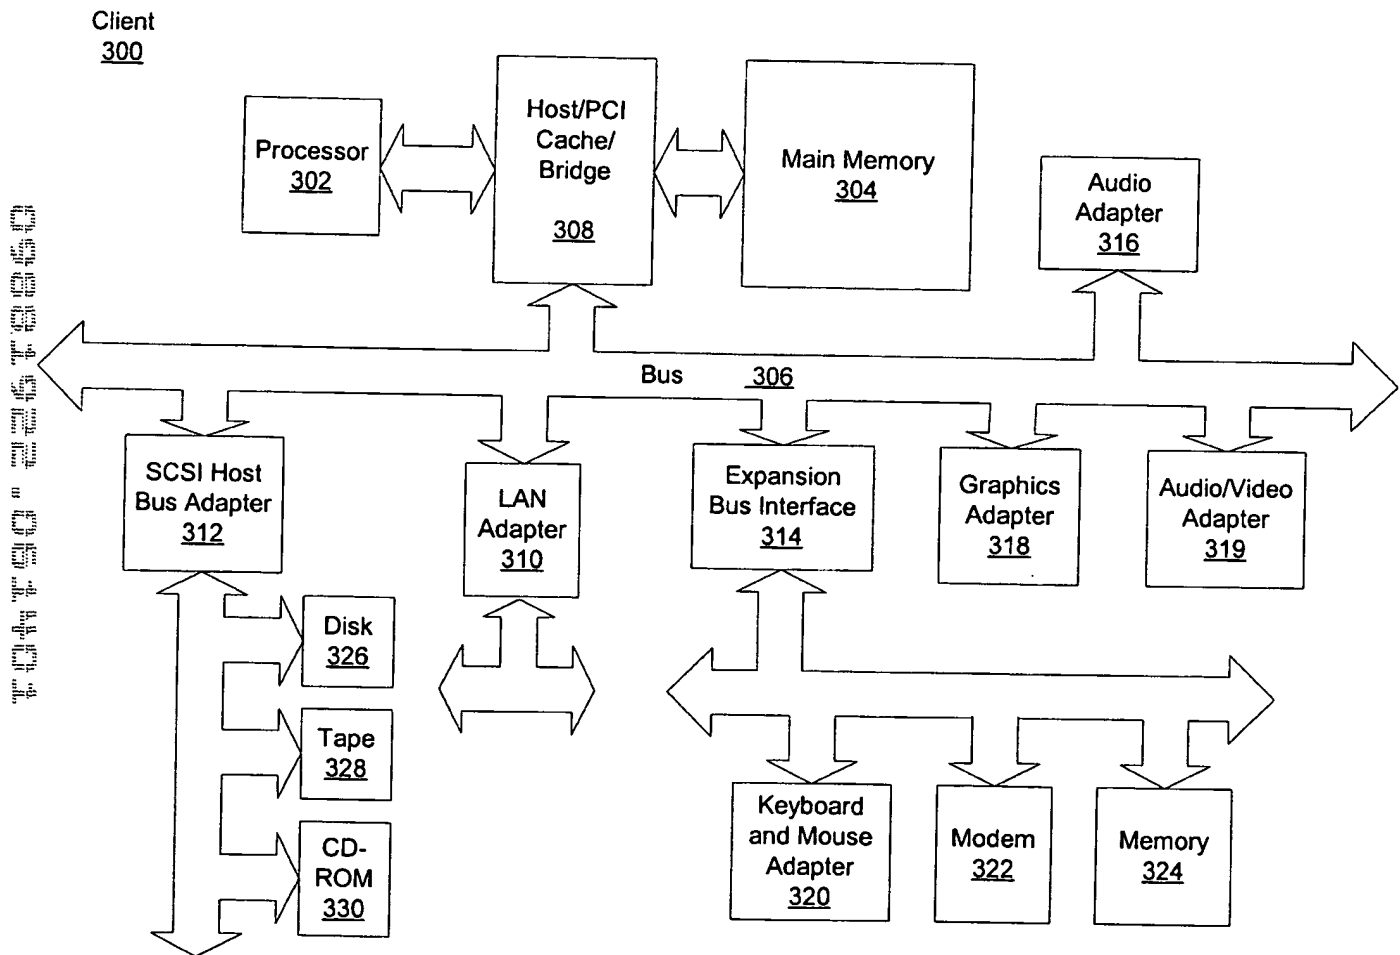 Client
300
Processor
302
Host/PCI
Cache/
Bridge
308
Main Memory
304
Audio
Adapter
316
Bus 306
SCSI Host
Bus Adapter
312
LAN
Adapter
310
Expansion
Bus Interface
314
Graphics
Adapter
318
Audio/Video
Adapter
319
Disk
326
Tape
328
CD-
ROM
330
Keyboard
and Mouse
Adapter
320
Modem
322
Memory
324